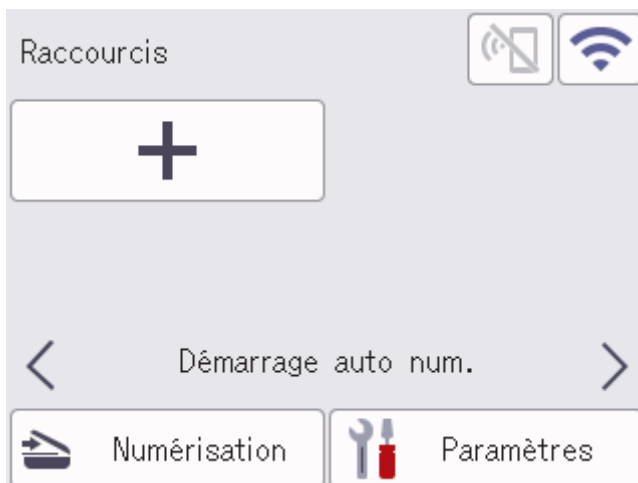 Raccourcis
Démarrage auto num.
Numérisation
Paramètres